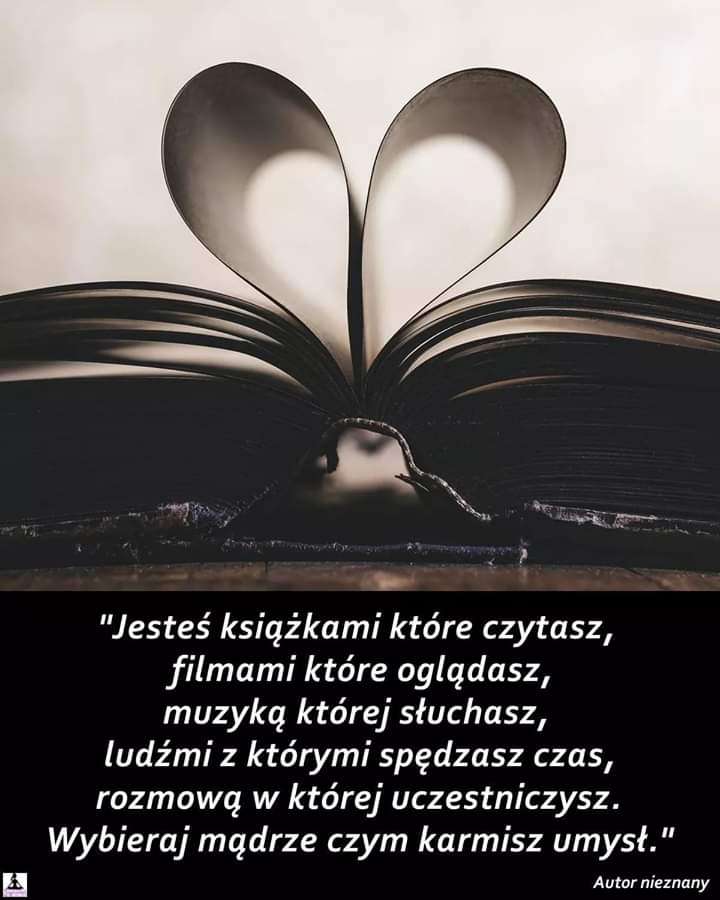 "Jesteś książkami które czytasz,
filmami które oglądasz,
muzyką której słuchasz,
ludźmi z którymi spędzasz czas,
rozmową w której uczestniczysz.
Wybieraj mądrze czym karmisz umysł."
Autor nieznany